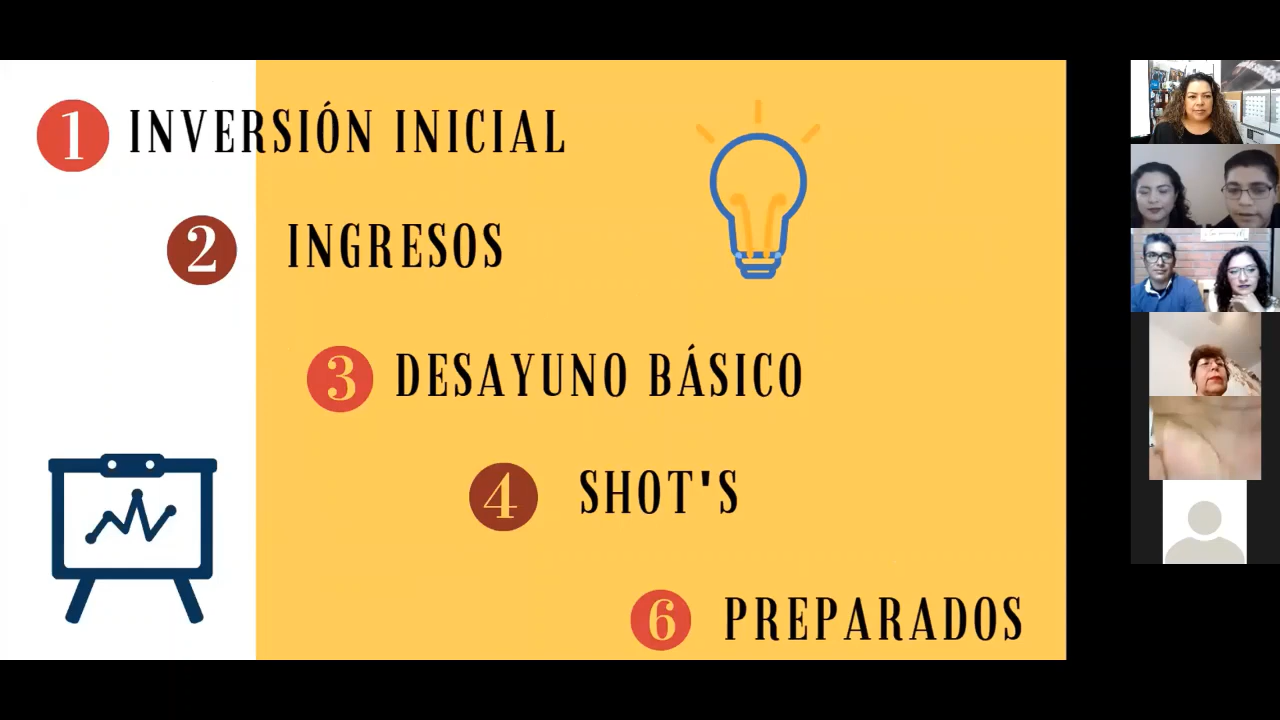 1 INVERSIÓN INICIAL
2 INGRESOS
3 DESAYUNO BÁSICO
4 SHOT'S
6 PREPARADOS